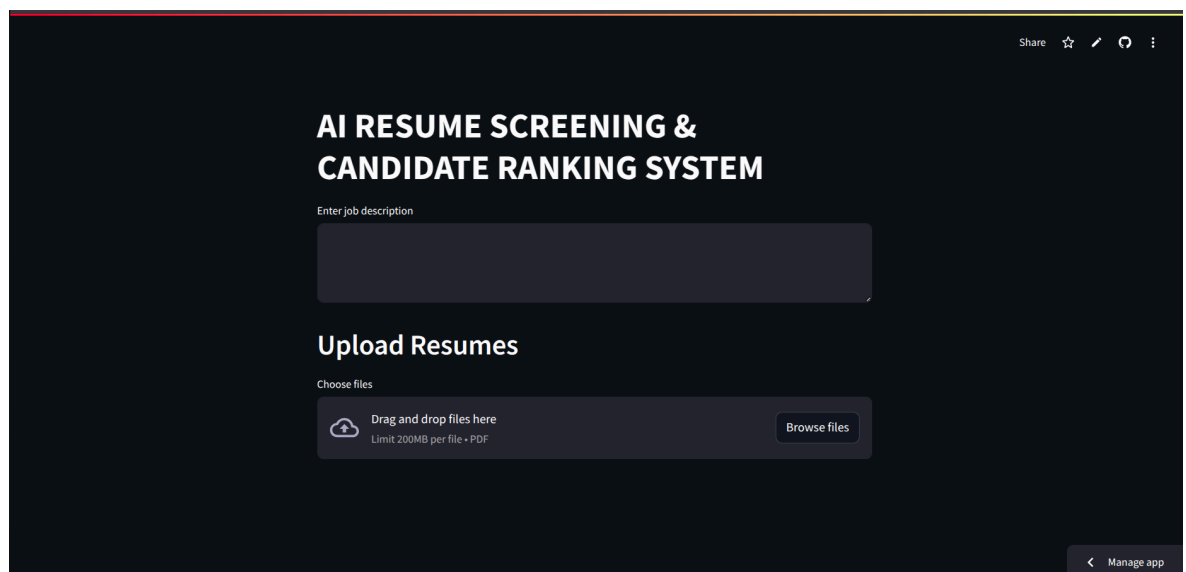 Share
AI RESUME SCREENING &
CANDIDATE RANKING SYSTEM
Enter job description
Upload Resumes
Choose files
Drag and drop files here
Limit 200MB per file • PDF
Browse files
Manage app